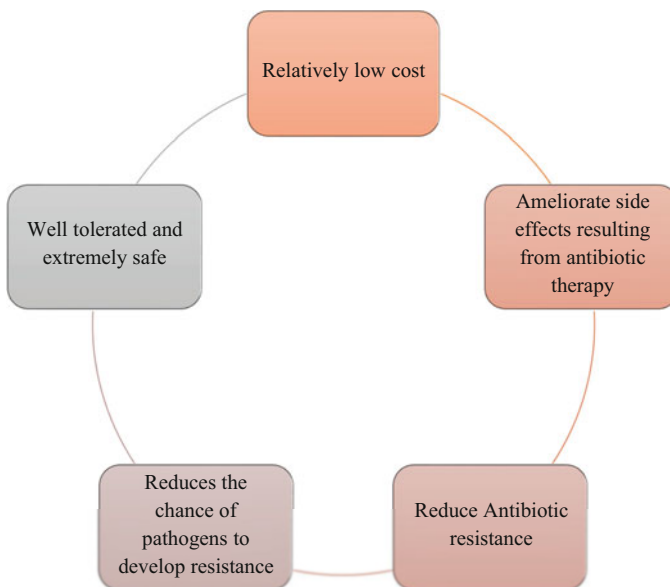 Relatively low cost
Ameliorate side
effects resulting
from antibiotic
therapy
Reduce Antibiotic
resistance
Reduces the
chance of
pathogens to
develop resistance
Well tolerated and
extremely safe